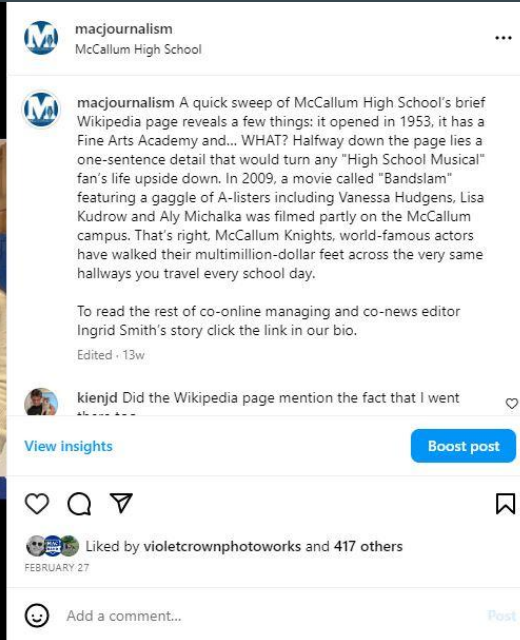 macjournalism
McCallum High School
macjournalism A quick sweep of McCallum High School's brief
Wikipedia page reveals a few things: it opened in 1953, it has a
Fine Arts Academy and... WHAT? Halfway down the page lies a
one-sentence detail that would turn any "High School Musical"
fan's life upside down. In 2009, a movie called "Bandslam"
featuring a gaggle of A-listers including Vanessa Hudgens, Lisa
Kudrow and Aly Michalka was filmed partly on the McCallum
campus. That's right, McCallum Knights, world-famous actors
have walked their multimillion-dollar feet across the very same
hallways you travel every school day.
To read the rest of co-online managing and co-news editor
Ingrid Smith's story click the link in our bio.
Edited · 13w
kienjd Did the Wikipedia page mention the fact that I went
there too
View insights
Boost post
Liked by violetcrownphotoworks and 417 others
FEBRUARY 27
Add a comment...
Post